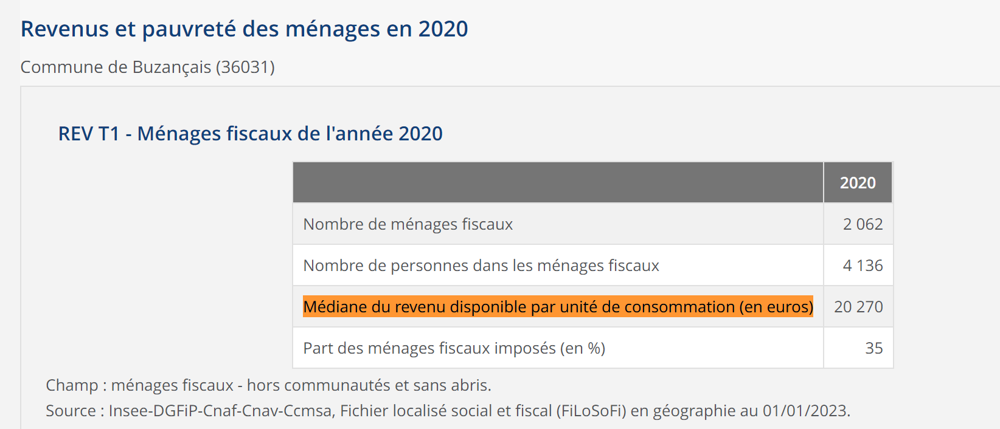 Revenus et pauvreté des ménages en 2020
Commune de Buzançais (36031)
REV T1 - Ménages fiscaux de l'année 2020
2020
Nombre de ménages fiscaux 2 062
Nombre de personnes dans les ménages fiscaux 4 136
Médiane du revenu disponible par unité de consommation (en euros) 20 270
Part des ménages fiscaux imposés (en %) 35
Champ : ménages fiscaux - hors communautés et sans abris.
Source : Insee-DGFiP-Cnaf-Cnav-Ccmsa, Fichier localisé social et fiscal (FiLoSoFi) en géographie au 01/01/2023.